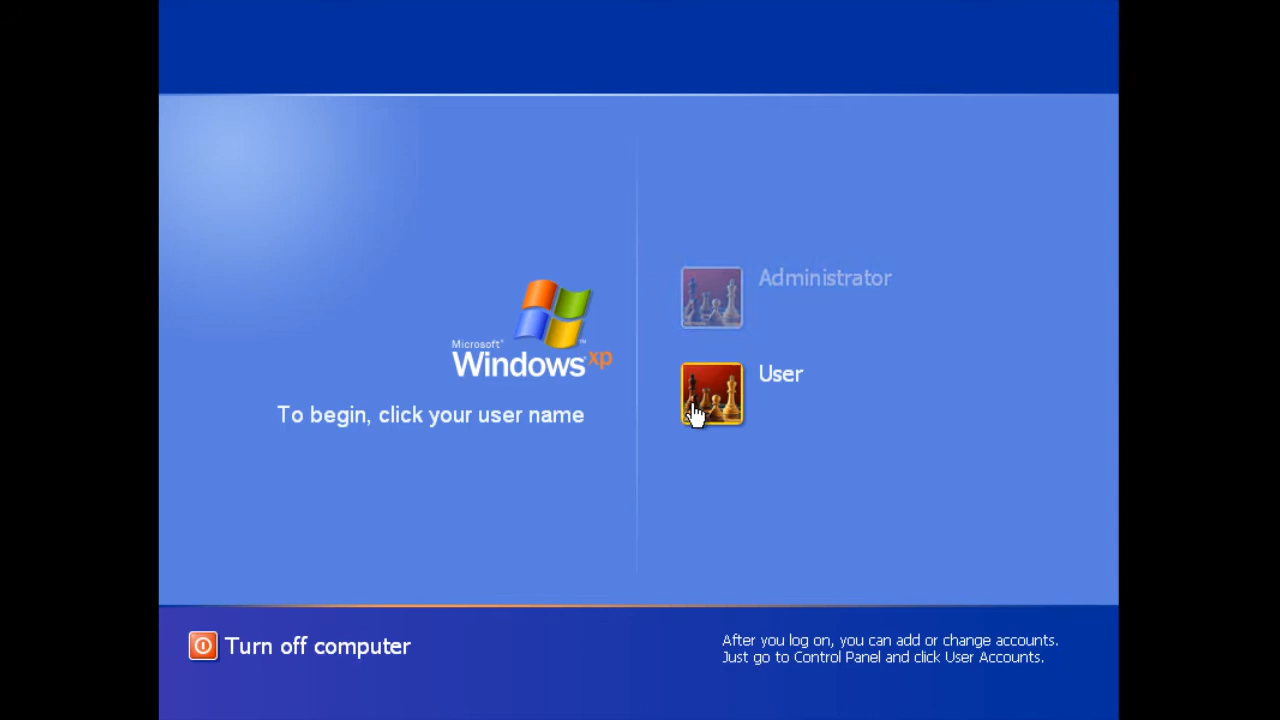 Administrator
Microsoft®
Windows xp
™
User
To begin, click your user name
Turn off computer
After you log on, you can add or change accounts.
Just go to Control Panel and click User Accounts.